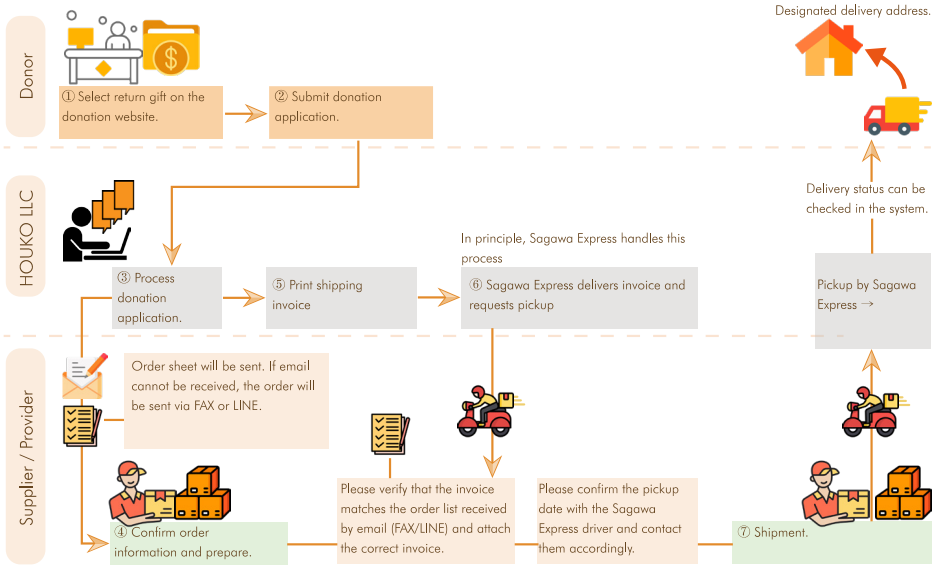 Designated delivery address.
Donor
① Select return gift on the
donation website.
② Submit donation
application.
HOUKO LLC
Delivery status can be
checked in the system.
In principle, Sagawa Express handles this
process
③ Process
donation
application.
⑤ Print shipping
invoice
⑥ Sagawa Express delivers invoice and
requests pickup
Pickup by Sagawa
Express →
Supplier / Provider
Order sheet will be sent. If email
cannot be received, the order will
be sent via FAX or LINE.
④ Confirm order
information and prepare.
Please verify that the invoice
matches the order list received
by email (FAX/LINE) and attach
the correct invoice.
Please confirm the pickup
date with the Sagawa
Express driver and contact
them accordingly.
⑦ Shipment.